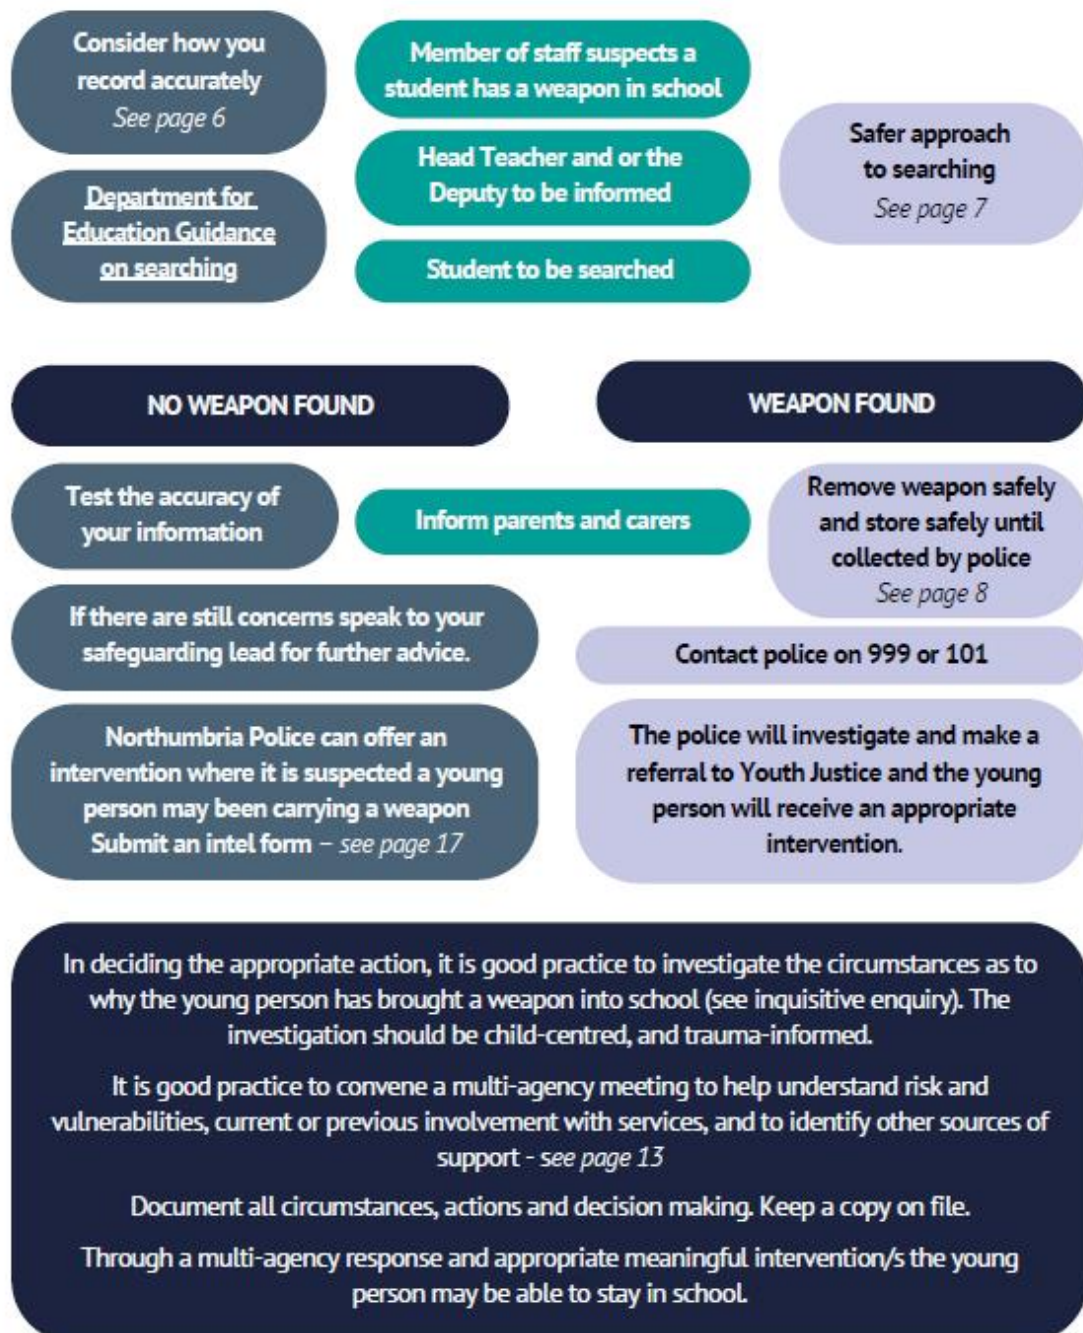 Consider how you
record accurately
See page 6
Department for
Education Guidance
on searching
Member of staff suspects a
student has a weapon in school
Head Teacher and or the
Deputy to be informed
Student to be searched
Safer approach
to searching
See page 7
NO WEAPON FOUND
WEAPON FOUND
Test the accuracy of
your information
Inform parents and carers
Remove weapon safely
and store safely until
collected by police
See page 8
If there are still concerns speak to your
safeguarding lead for further advice.
Contact police on 999 or 101
Northumbria Police can offer an
intervention where it is suspected a young
person may been carrying a weapon
Submit an intel form – see page 17
The police will investigate and make a
referral to Youth Justice and the young
person will receive an appropriate
intervention.
In deciding the appropriate action, it is good practice to investigate the circumstances as to
why the young person has brought a weapon into school (see inquisitive enquiry). The
investigation should be child-centred, and trauma-informed.
It is good practice to convene a multi-agency meeting to help understand risk and
vulnerabilities, current or previous involvement with services, and to identify other sources of
support - see page 13
Document all circumstances, actions and decision making. Keep a copy on file.
Through a multi-agency response and appropriate meaningful intervention/s the young
person may be able to stay in school.